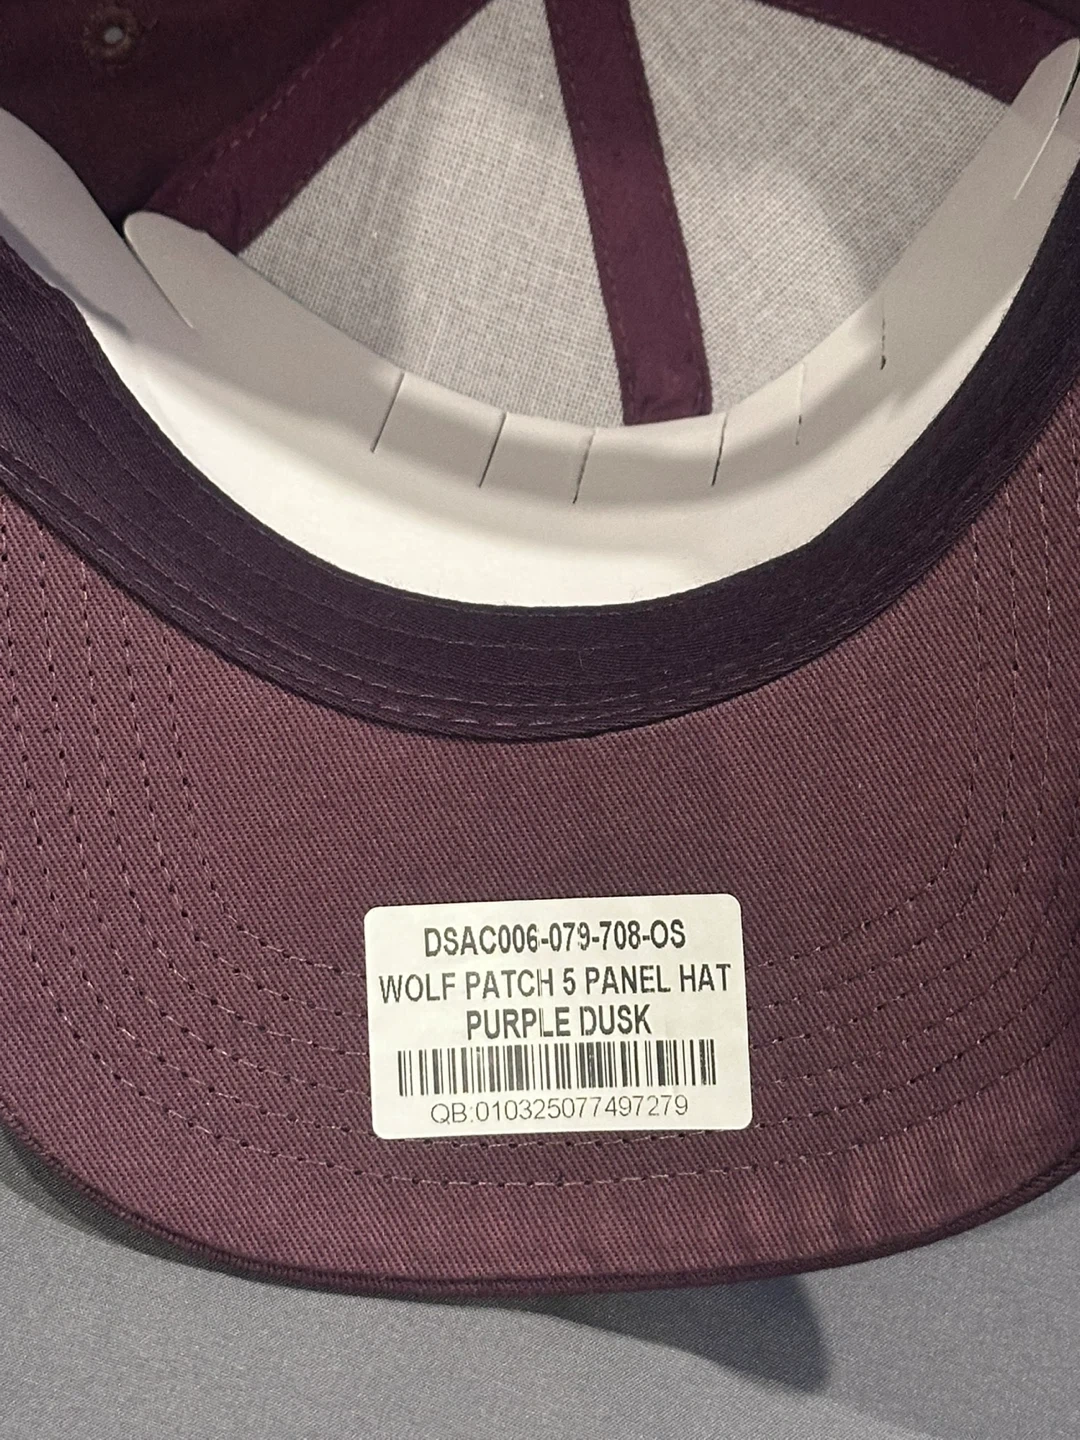 DSAC006-079-708-OS
WOLF PATCH 5 PANEL HAT
PURPLE DUSK
QB:010325077497279